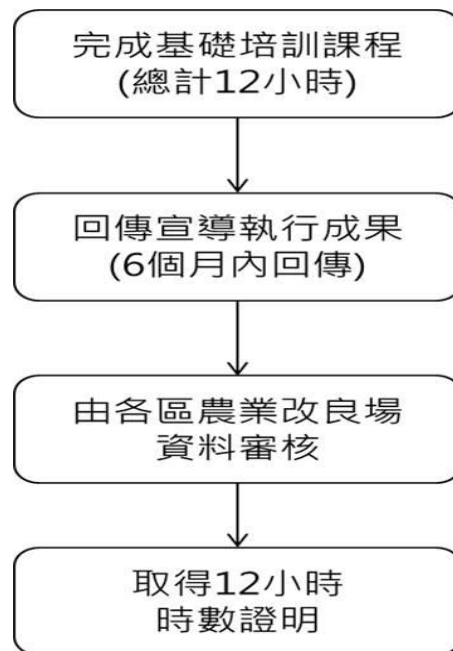 完成基礎培訓課程
(總計12小時)
回傳宣導執行成果
(6個月內回傳)
由各區農業改良場
資料審核
取得12小時
時數證明